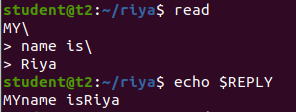 student@t2:~/riya$ read
MY\
> name is\
> Riya
student@t2:~/riya$ echo $REPLY
MYname isRiya